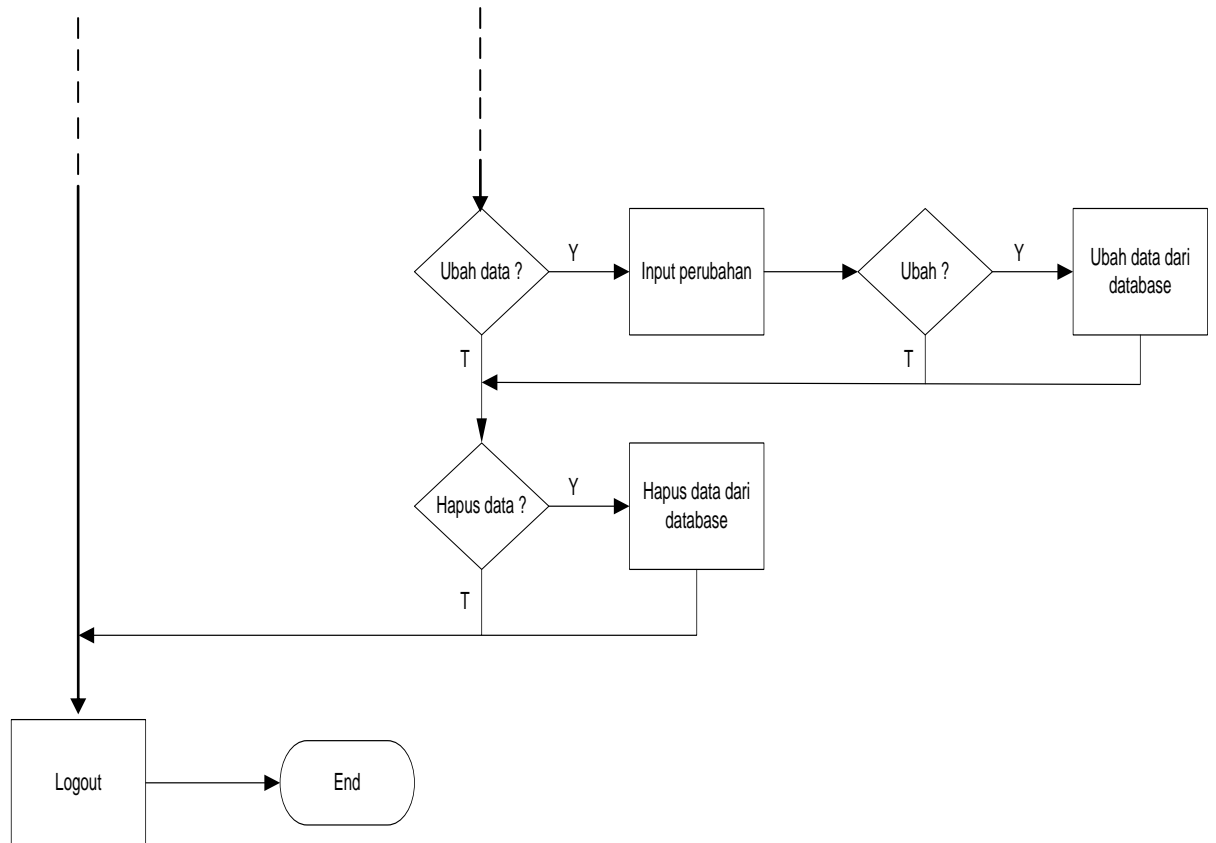 Ubah data ?
Y
Input perubahan
Ubah ?
Y
Ubah data dari
database
T
T
Hapus data ?
Y
Hapus data dari
database
T
Logout
End